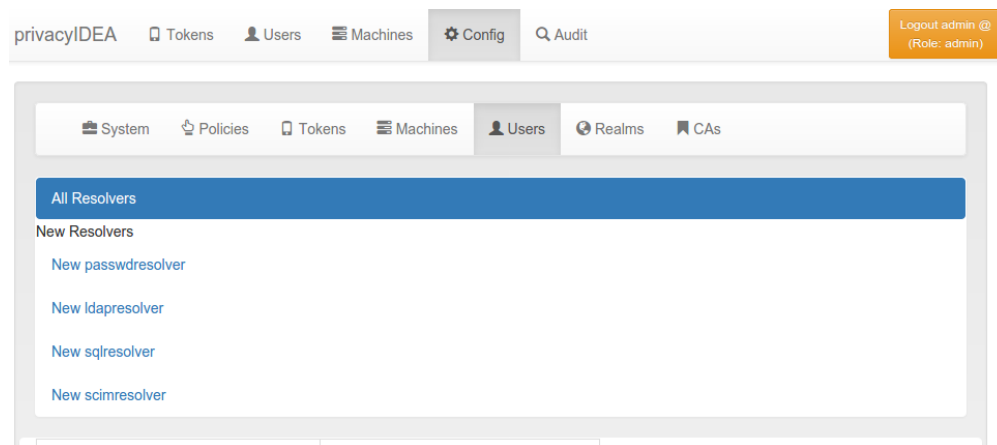 privacyIDEA Tokens Users Machines Config Audit Logout admin @
(Role: admin)
System Policies Tokens Machines Users Realms CAs
All Resolvers
New Resolvers
New passwdresolver
New ldapresolver
New sqlresolver
New scimresolver